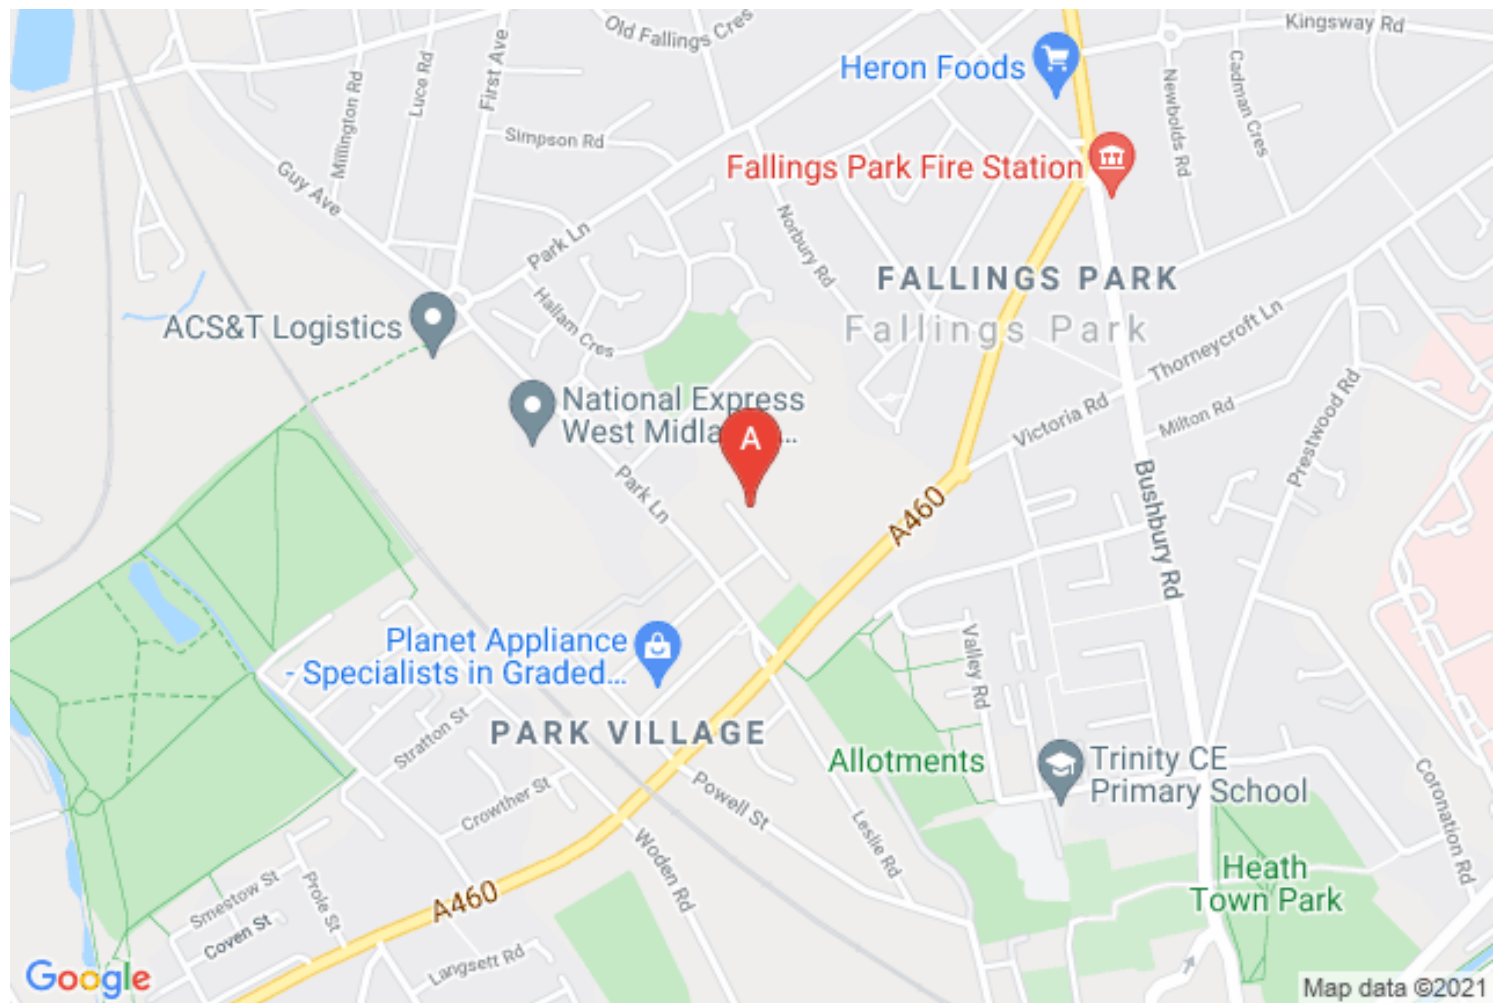 Old Fallings Cres
Kingsway Rd
Heron Foods
Luce Rd
First Ave
Millington Rd
Cadman Cres
Newbolds Rd
Simpson Rd
Fallings Park Fire Station
Guy Ave
Park Ln
Norbury Rd
FALLINGS PARK
Fallings Park
Hallam Cres
ACS&T Logistics
Thorneycroft Ln
National Express
West Midla
...
A
Victoria Rd
Milton Rd
Prestwood Rd
Park Ln
A460
Bushbury Rd
Planet Appliance
- Specialists in Graded...
Valley Rd
Stratton St
PARK VILLAGE
Allotments
Trinity CE
Primary School
Crowther St
Powell St
Leslie Rd
Coronation Rd
Woden Rd
Heath
Town Park
Smestow St
Prole St
A460
Coven St
Langsett Rd
Google
Map data ©2021